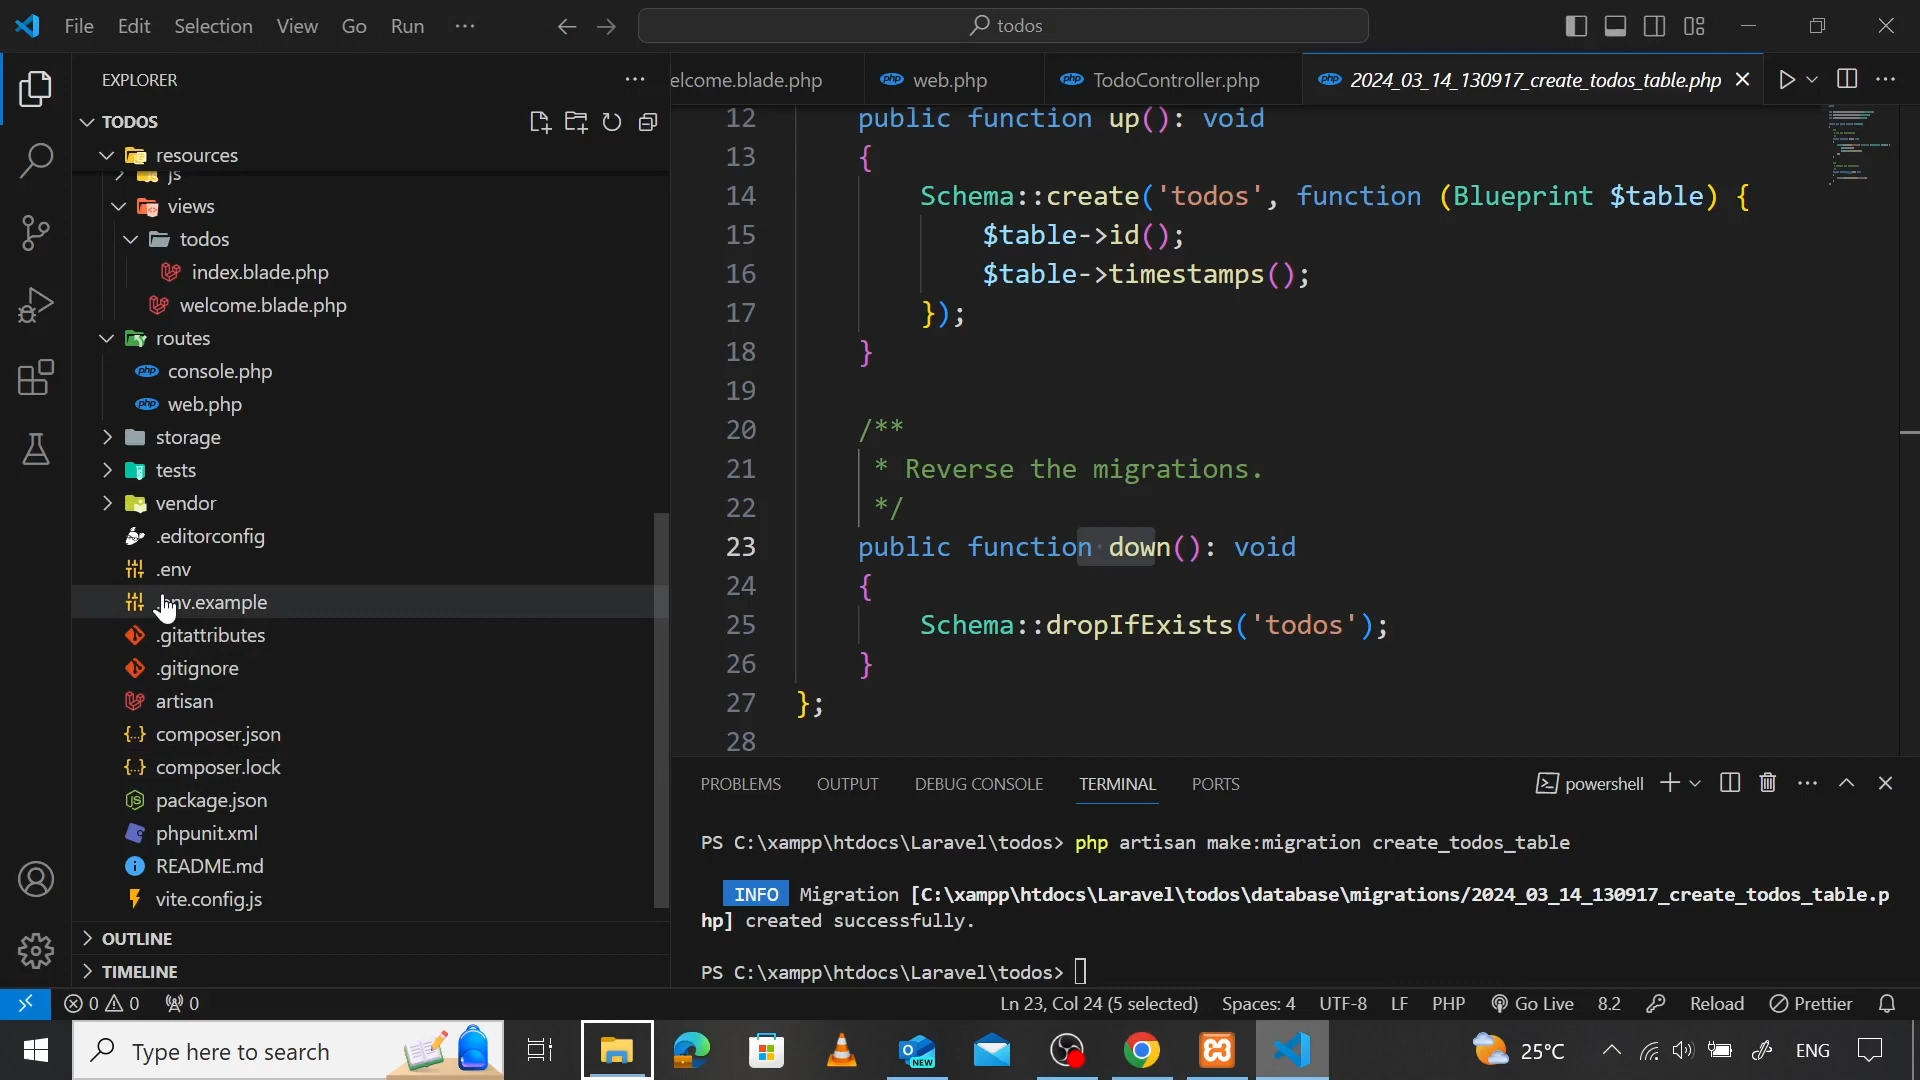 File Edit Selection View Go Run ···
todos
EXPLORER
TODOS
resources
js
views
todos
index.blade.php
welcome.blade.php
routes
console.php
web.php
storage
tests
vendor
.editorconfig
.env
.env.example
.gitattributes
.gitignore
artisan
composer.json
composer.lock
package.json
phpunit.xml
README.md
vite.config.js
OUTLINE
TIMELINE
elcome.blade.php web.php TodoController.php 2024_03_14_130917_create_todos_table.php
12 public function up(): void
13 {
14 Schema::create('todos', function (Blueprint $table) {
15 $table->id();
16 $table->timestamps();
17 });
18 }
19
20 /**
21 * Reverse the migrations.
22 */
23 public function down(): void
24 {
25 Schema::dropIfExists('todos');
26 }
27 };
28
PROBLEMS OUTPUT DEBUG CONSOLE TERMINAL PORTS powershell
PS C:\xampp\htdocs\Laravel\todos> php artisan make:migration create_todos_table
INFO Migration [C:\xampp\htdocs\Laravel\todos\database\migrations/2024_03_14_130917_create_todos_table.p
hp] created successfully.
PS C:\xampp\htdocs\Laravel\todos>
0 0 0 Ln 23, Col 24 (5 selected) Spaces: 4 UTF-8 LF PHP Go Live 8.2 Reload Prettier
Type here to search NEW 25°C ENG